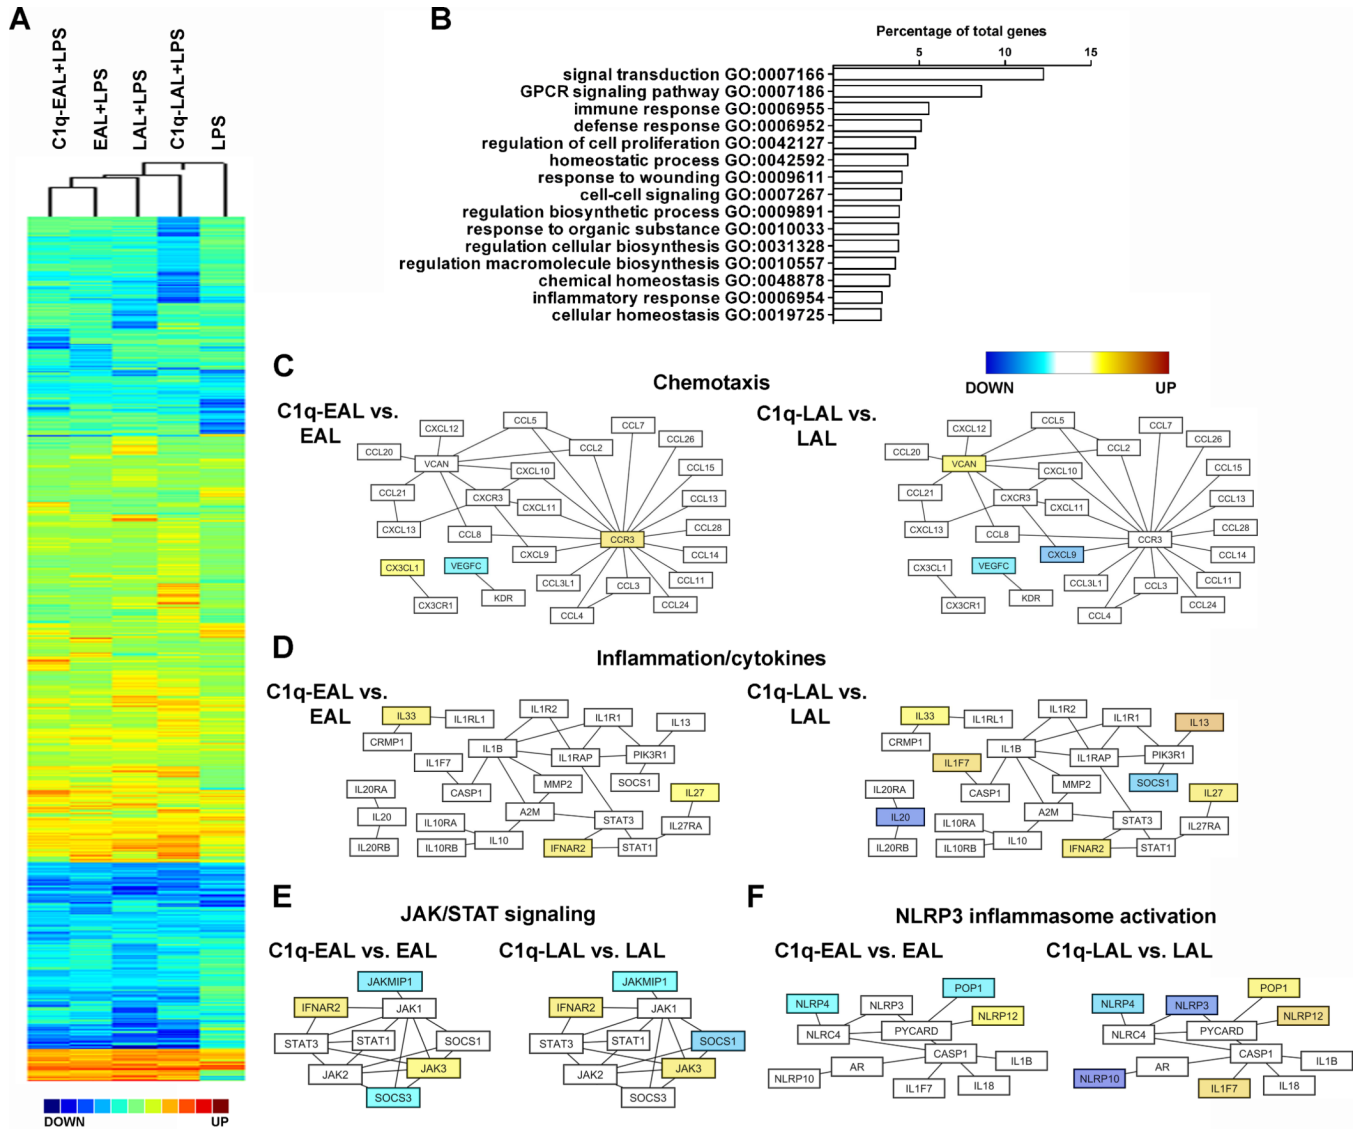 A
C1q-EAL+LPS
EAL+LPS
LAL+LPS
C1q-LAL+LPS
LPS
DOWN
UP
B
Percentage of total genes
5
10
15
signal transduction GO:0007166
GPCR signaling pathway GO:0007186
immune response GO:0006955
defense response GO:0006952
regulation of cell proliferation GO:0042127
homeostatic process GO:0042592
response to wounding GO:0009611
cell-cell signaling GO:0007267
regulation biosynthetic process GO:0009891
response to organic substance GO:0010033
regulation cellular biosynthesis GO:0031328
regulation macromolecule biosynthesis GO:0010557
chemical homeostasis GO:0048878
inflammatory response GO:0006954
cellular homeostasis GO:0019725
C
Chemotaxis
DOWN
UP
C1q-EAL vs.
EAL
CXCL12
CCL5
CCL7
CCL20
VCAN
CCL2
CCL26
CXCL10
CCL15
CCL21
CXCR3
CXCL11
CCL13
CXCL13
CCL8
CCL28
CCR3
CXCL9
CCL14
CX3CL1
VEGFC
CCL3L1
CCL3
CCL11
CX3CR1
KDR
CCL4
CCL24
C1q-LAL vs.
LAL
CXCL12
CCL5
CCL7
CCL20
VCAN
CCL2
CCL26
CXCL10
CCL15
CCL21
CXCR3
CXCL11
CCL13
CXCL13
CCL8
CCL28
CCR3
CXCL9
CCL14
CX3CL1
VEGFC
CCL3L1
CCL3
CCL11
CX3CR1
KDR
CCL4
CCL24
D
Inflammation/cytokines
C1q-EAL vs.
EAL
IL33
IL1RL1
IL1R2
IL1R1
IL13
CRMP1
IL1B
IL1RAP
PIK3R1
IL1F7
CASP1
MMP2
SOCS1
IL20RA
IL27
IL20
IL10RA
A2M
STAT3
IL27RA
IL20RB
IL10RB
IL10
IFNAR2
STAT1
C1q-LAL vs.
LAL
IL33
IL1RL1
IL1R2
IL1R1
IL13
CRMP1
IL1B
IL1RAP
PIK3R1
IL1F7
CASP1
MMP2
SOCS1
IL20RA
IL27
IL20
IL10RA
A2M
STAT3
IL27RA
IL20RB
IL10RB
IL10
IFNAR2
STAT1
E
JAK/STAT signaling
C1q-EAL vs. EAL
JAKMIP1
IFNAR2
JAK1
STAT3
STAT1
SOCS1
JAK2
JAK3
SOCS3
C1q-LAL vs. LAL
JAKMIP1
IFNAR2
JAK1
STAT3
STAT1
SOCS1
JAK2
JAK3
SOCS3
F
NLRP3 inflammasome activation
C1q-EAL vs. EAL
NLRP4
NLRP3
POP1
NLRP12
NLRC4
PYCARD
CASP1
AR
IL1B
NLRP10
IL1F7
IL18
C1q-LAL vs. LAL
NLRP4
NLRP3
POP1
NLRP12
NLRC4
PYCARD
CASP1
AR
IL1B
NLRP10
IL1F7
IL18